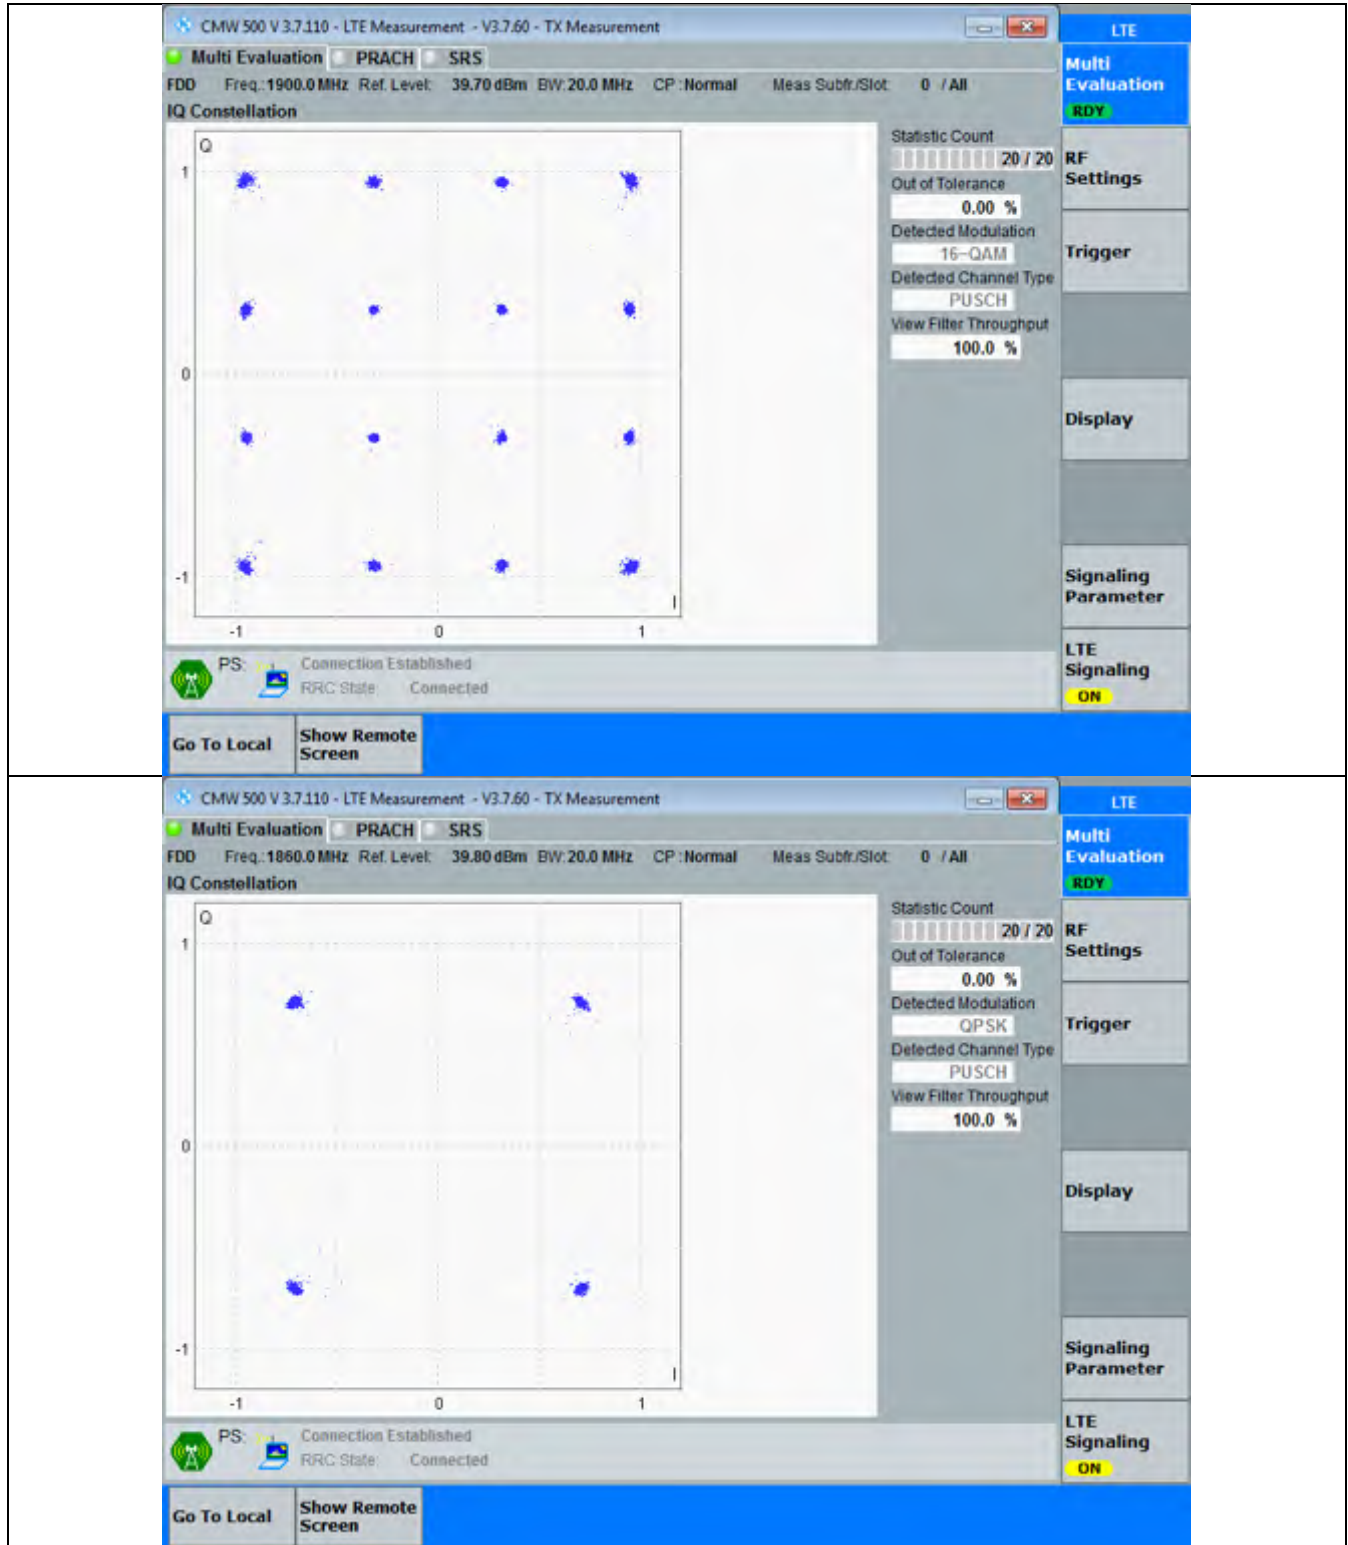 CMW 500 V 3.7.110 - LTE Measurement - V3.7.60 - TX Measurement
LTE
Multi Evaluation PRACH SRS
Multi
Evaluation
RDY
FDD Freq.: 1900.0 MHz Ref. Level: 39.70 dBm BW: 20.0 MHz CP : Normal Meas Subfr./Slot: 0 / All
IQ Constellation
Q
1
0
-1
-1 0 1
I
Statistic Count
20 / 20
Out of Tolerance
0.00 %
Detected Modulation
16-QAM
Detected Channel Type
PUSCH
View Filter Throughput
100.0 %
RF
Settings
Trigger
Display
Signaling
Parameter
LTE
Signaling
ON
PS: Connection Established
RRC State Connected
Go To Local
Show Remote
Screen
CMW 500 V 3.7.110 - LTE Measurement - V3.7.60 - TX Measurement
LTE
Multi Evaluation PRACH SRS
Multi
Evaluation
RDY
FDD Freq.: 1860.0 MHz Ref. Level: 39.80 dBm BW: 20.0 MHz CP : Normal Meas Subfr./Slot: 0 / All
IQ Constellation
Q
1
0
-1
-1 0 1
I
Statistic Count
20 / 20
Out of Tolerance
0.00 %
Detected Modulation
QPSK
Detected Channel Type
PUSCH
View Filter Throughput
100.0 %
RF
Settings
Trigger
Display
Signaling
Parameter
LTE
Signaling
ON
PS: Connection Established
RRC State Connected
Go To Local
Show Remote
Screen